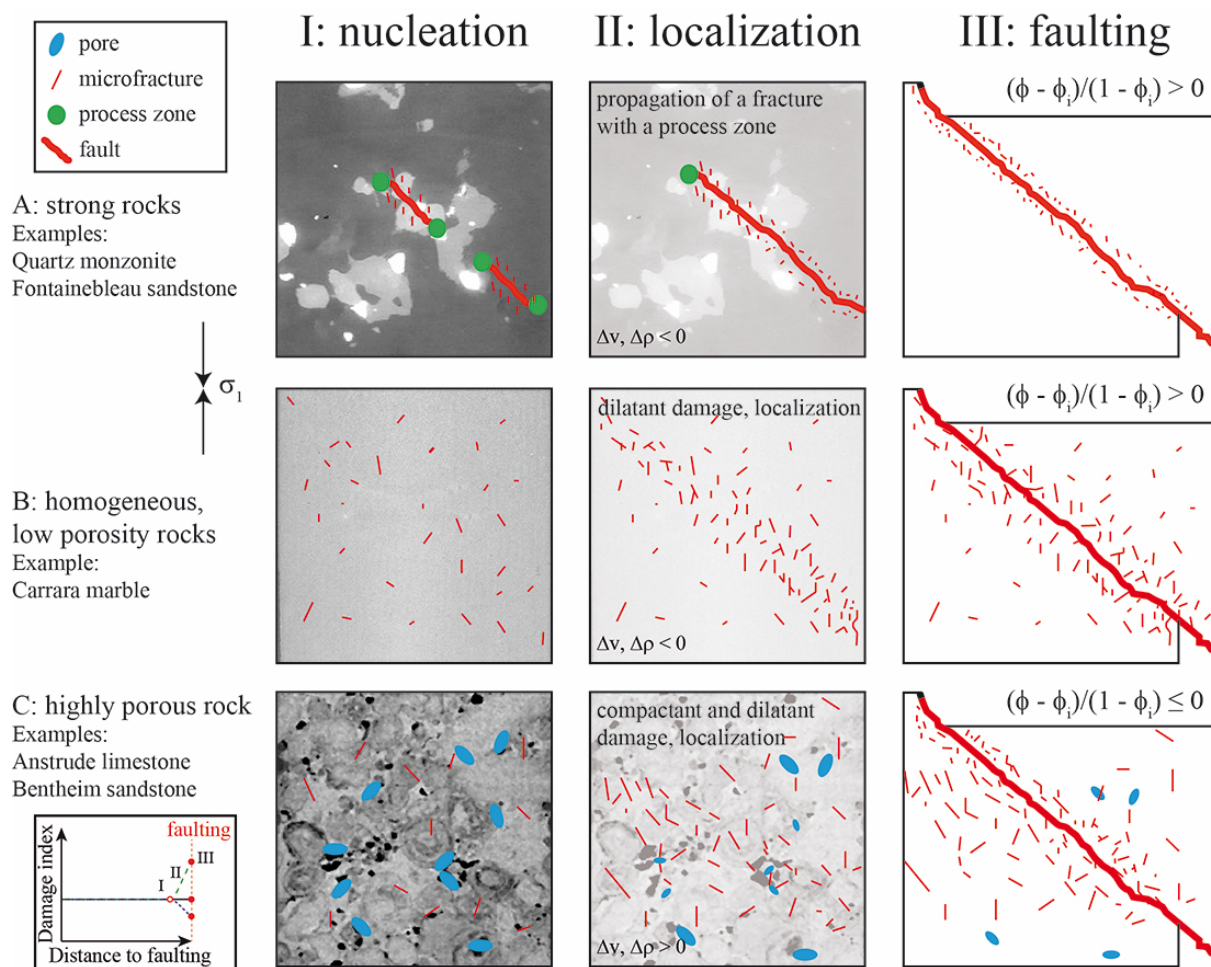 I: nucleation
II: localization
III: faulting
pore
microfracture
process zone
fault
A: strong rocks
Examples:
Quartz monzonite
Fontainebleau sandstone
propagation of a fracture
with a process zone
Δv, Δρ < 0
(ϕ - ϕᵢ)/(1 - ϕᵢ) > 0
σ₁
B: homogeneous,
low porosity rocks
Example:
Carrara marble
dilatant damage, localization
Δv, Δρ < 0
(ϕ - ϕᵢ)/(1 - ϕᵢ) > 0
C: highly porous rock
Examples:
Anstrude limestone
Bentheim sandstone
compactant and dilatant
damage, localization
Δv, Δρ > 0
(ϕ - ϕᵢ)/(1 - ϕᵢ) ≤ 0
Damage index
faulting
I
II
III
Distance to faulting